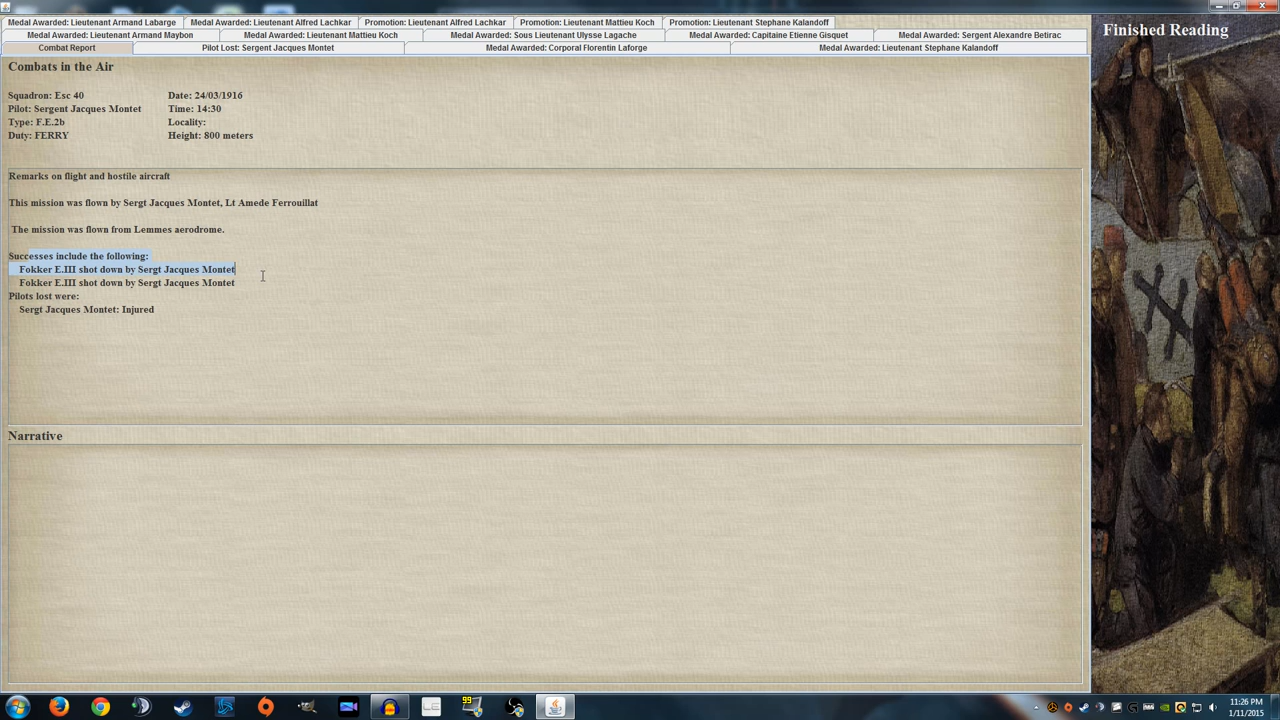 Medal Awarded: Lieutenant Armand Labarge
Medal Awarded: Lieutenant Alfred Lachkar
Promotion: Lieutenant Alfred Lachkar
Promotion: Lieutenant Mattieu Koch
Promotion: Lieutenant Stephane Kalandoff
Medal Awarded: Lieutenant Armand Maybon
Medal Awarded: Lieutenant Mattieu Koch
Medal Awarded: Sous Lieutenant Ulysse Lagache
Medal Awarded: Capitaine Etienne Gisquet
Medal Awarded: Sergent Alexandre Betirac
Combat Report
Pilot Lost: Sergent Jacques Montet
Medal Awarded: Corporal Florentin Laforge
Medal Awarded: Lieutenant Stephane Kalandoff
Finished Reading
Combats in the Air
Squadron: Esc 40
Date: 24/03/1916
Pilot: Sergent Jacques Montet
Time: 14:30
Type: F.E.2b
Locality:
Duty: FERRY
Height: 800 meters
Remarks on flight and hostile aircraft
This mission was flown by Sergt Jacques Montet, Lt Amede Ferrouillat
The mission was flown from Lemmes aerodrome.
Successes include the following:
Fokker E.III shot down by Sergt Jacques Montet
Fokker E.III shot down by Sergt Jacques Montet
Pilots lost were:
Sergt Jacques Montet: Injured
Narrative
LE
99
11:26 PM
1/11/2015